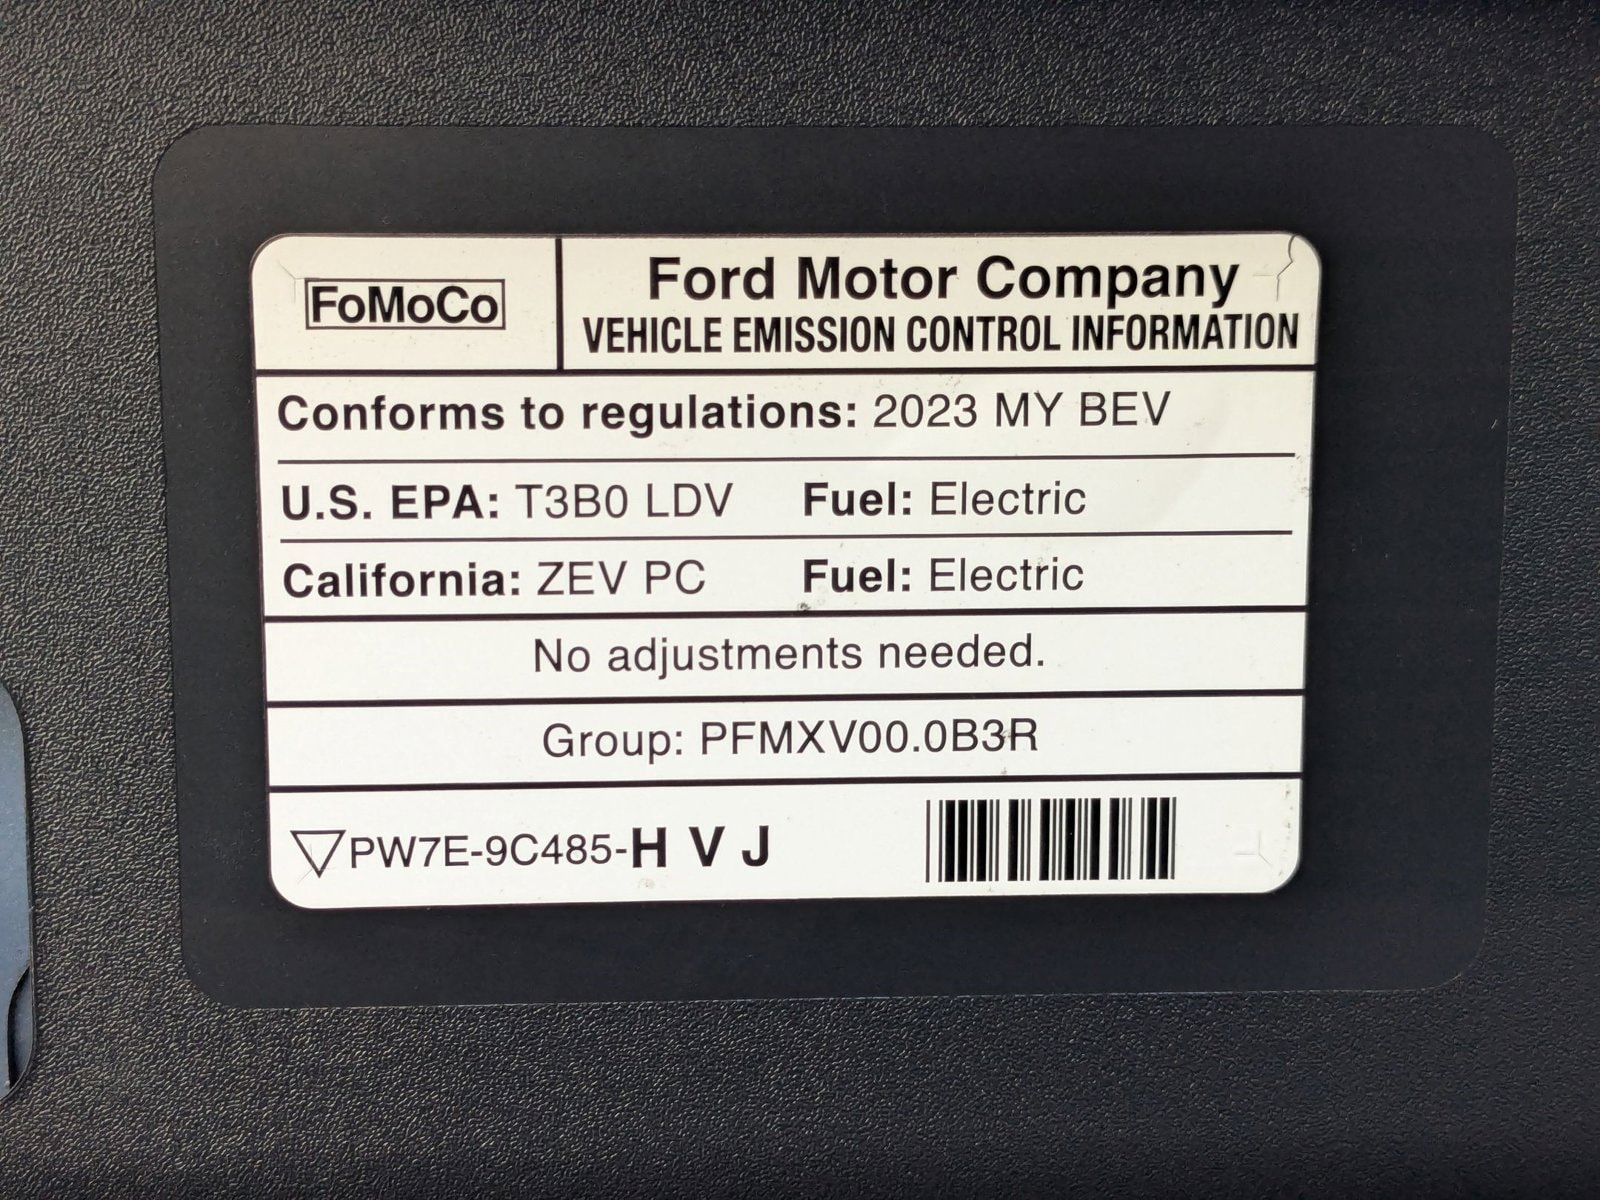 FoMoCo
Ford Motor Company
VEHICLE EMISSION CONTROL INFORMATION
Conforms to regulations: 2023 MY BEV
U.S. EPA: T3B0 LDV Fuel: Electric
California: ZEV PC Fuel: Electric
No adjustments needed.
Group: PFMXV00.0B3R
PW7E-9C485-H V J